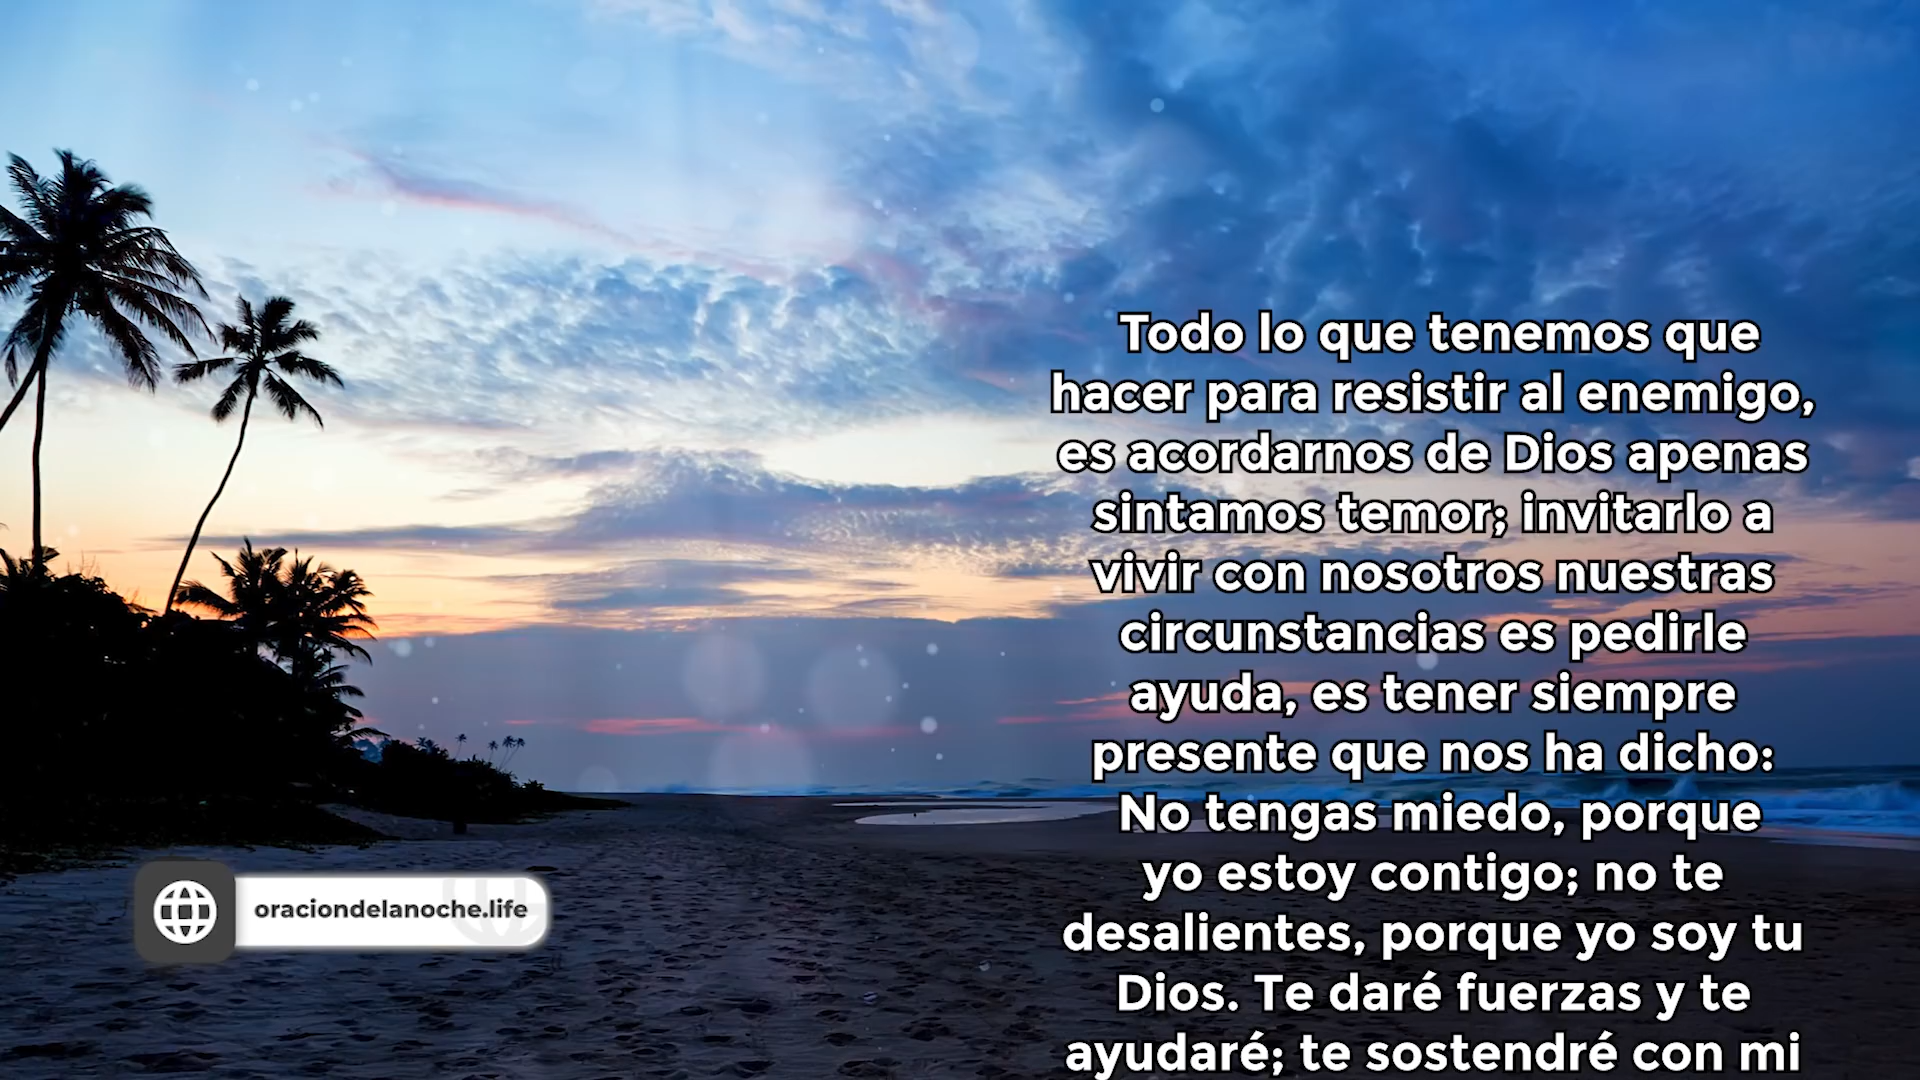 Todo lo que tenemos que
hacer para resistir al enemigo,
es acordarnos de Dios apenas
sintamos temor; invitarlo a
vivir con nosotros nuestras
circunstancias es pedirle
ayuda, es tener siempre
presente que nos ha dicho:
No tengas miedo, porque
yo estoy contigo; no te
desalientes, porque yo soy tu
Dios. Te daré fuerzas y te
ayudaré; te sostendré con mi
oraciondelanoche.life